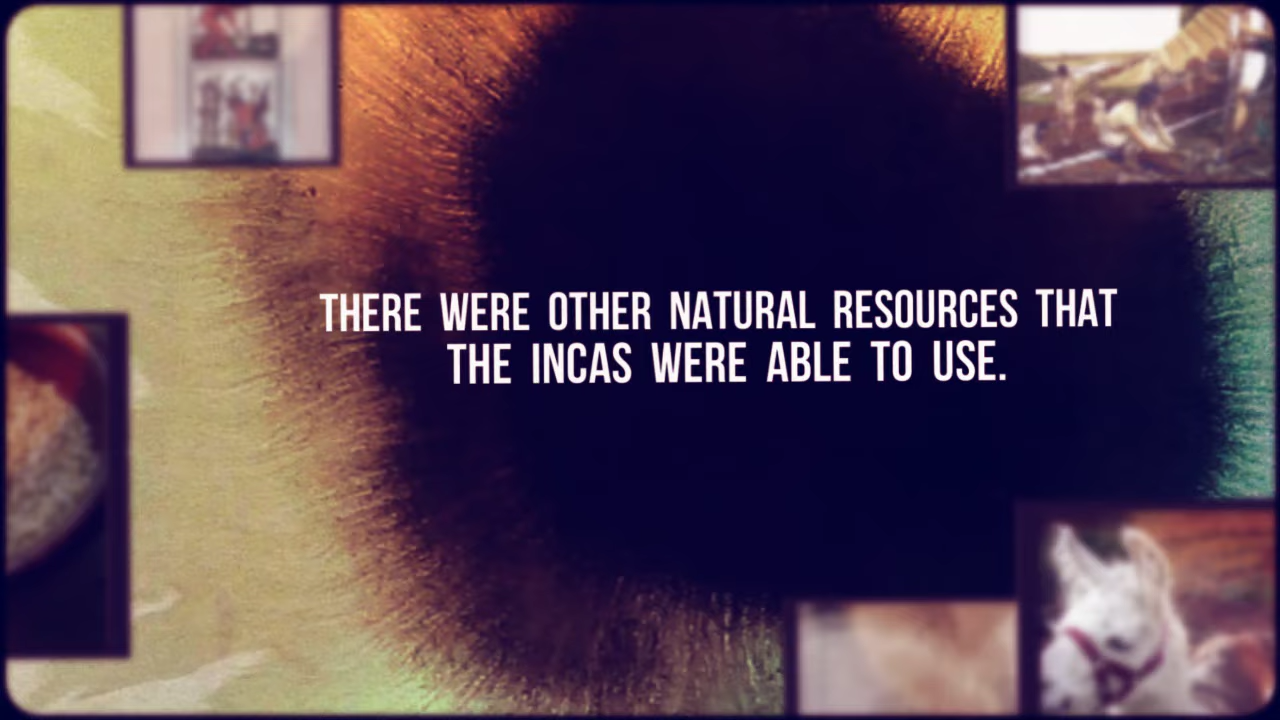 THERE WERE OTHER NATURAL RESOURCES THAT
THE INCAS WERE ABLE TO USE.